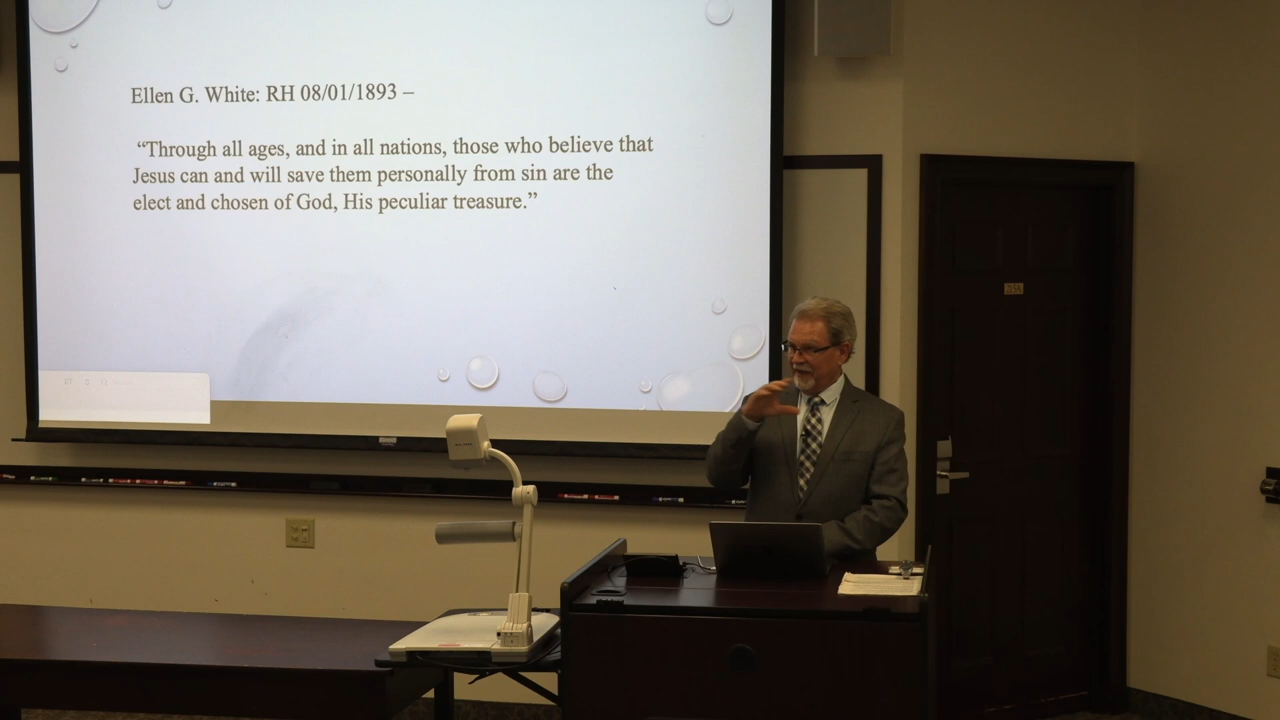 Ellen G. White: RH 08/01/1893 –
“Through all ages, and in all nations, those who believe that
Jesus can and will save them personally from sin are the
elect and chosen of God, His peculiar treasure.”